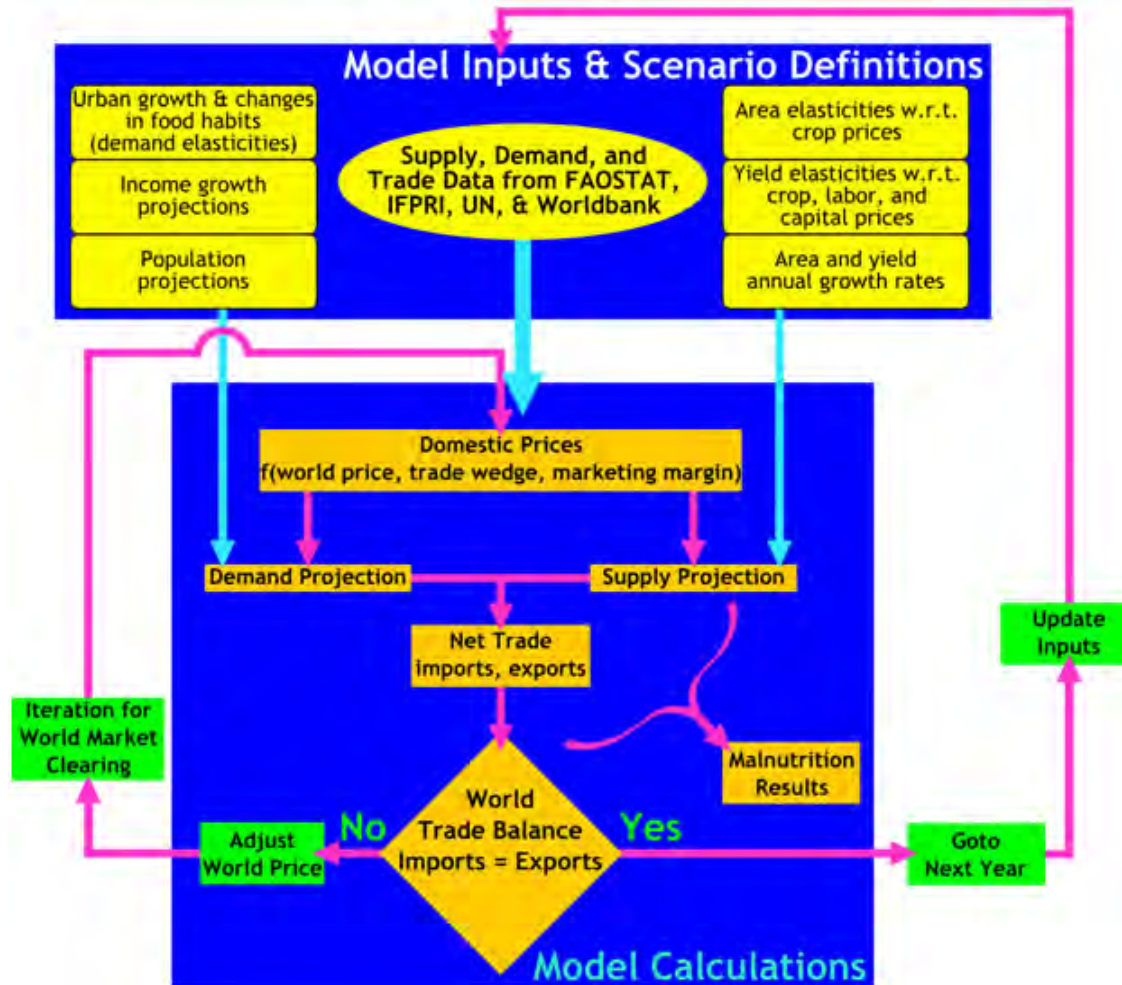 Model Inputs & Scenario Definitions
Urban growth & changes
in food habits
(demand elasticities)
Income growth
projections
Population
projections
Supply, Demand, and
Trade Data from FAOSTAT,
IFPRI, UN, & Worldbank
Area elasticities w.r.t.
crop prices
Yield elasticities w.r.t.
crop, labor, and
capital prices
Area and yield
annual growth rates
Domestic Prices
f(world price, trade wedge, marketing margin)
Demand Projection
Supply Projection
Net Trade
imports, exports
Update
Inputs
Iteration for
World Market
Clearing
Malnutrition
Results
World
Trade Balance
Imports = Exports
No
Yes
Adjust
World Price
Goto
Next Year
Model Calculations